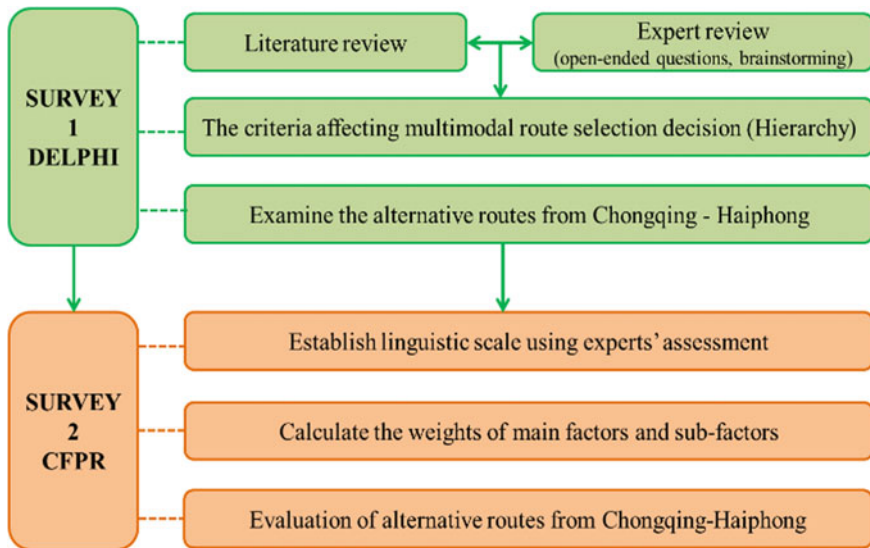 Literature review
Expert review
(open-ended questions, brainstorming)
SURVEY
1
DELPHI
The criteria affecting multimodal route selection decision (Hierarchy)
Examine the alternative routes from Chongqing - Haiphong
Establish linguistic scale using experts' assessment
SURVEY
2
CFPR
Calculate the weights of main factors and sub-factors
Evaluation of alternative routes from Chongqing-Haiphong